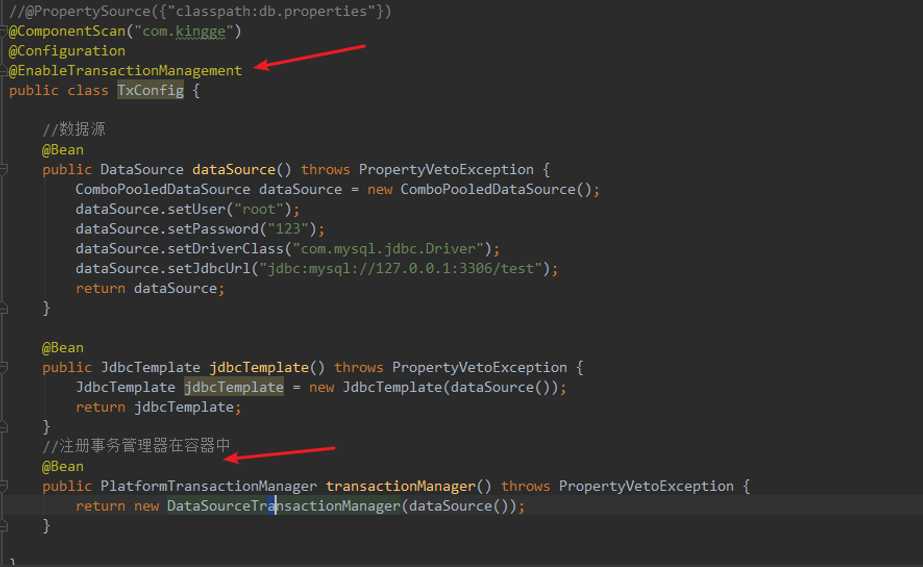 //@PropertySource({"classpath:db.properties"})
@ComponentScan("com.kingge")
@Configuration
@EnableTransactionManagement
public class TxConfig {
//数据源
@Bean
public DataSource dataSource() throws PropertyVetoException {
ComboPooledDataSource dataSource = new ComboPooledDataSource();
dataSource.setUser("root");
dataSource.setPassword("123");
dataSource.setDriverClass("com.mysql.jdbc.Driver");
dataSource.setJdbcUrl("jdbc:mysql://127.0.0.1:3306/test");
return dataSource;
}
@Bean
public JdbcTemplate jdbcTemplate() throws PropertyVetoException {
JdbcTemplate jdbcTemplate = new JdbcTemplate(dataSource());
return jdbcTemplate;
}
//注册事务管理器在容器中
@Bean
public PlatformTransactionManager transactionManager() throws PropertyVetoException {
return new DataSourceTransactionManager(dataSource());
}
}